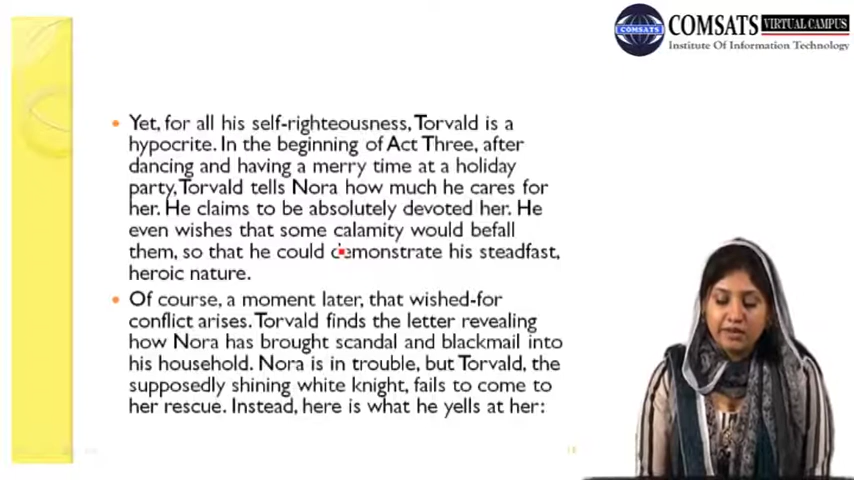 COMSATS
COMSATS VIRTUAL CAMPUS
Institute Of Information Technology
• Yet, for all his self-righteousness, Torvald is a
hypocrite. In the beginning of Act Three, after
dancing and having a merry time at a holiday
party, Torvald tells Nora how much he cares for
her. He claims to be absolutely devoted her. He
even wishes that some calamity would befall
them, so that he could demonstrate his steadfast,
heroic nature.
• Of course, a moment later, that wished-for
conflict arises. Torvald finds the letter revealing
how Nora has brought scandal and blackmail into
his household. Nora is in trouble, but Torvald, the
supposedly shining white knight, fails to come to
her rescue. Instead, here is what he yells at her: